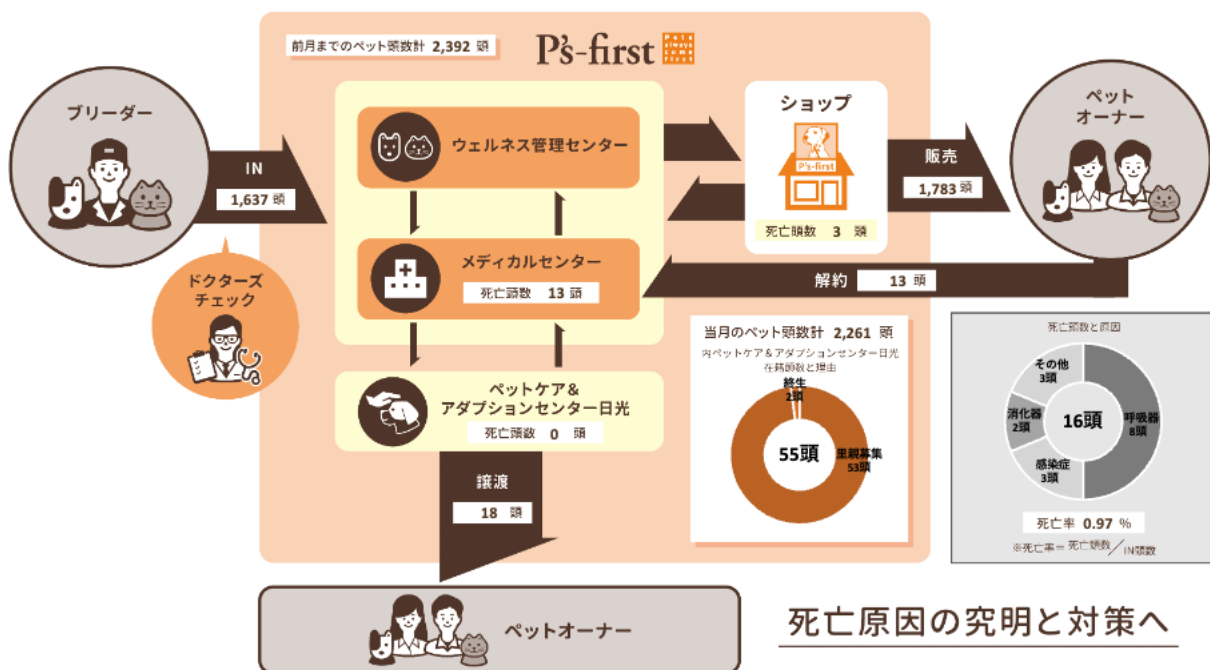 前月までのペット頭数計 2,392 頭
P's-first
Pets
always
come
first
ブリーダー
IN
1,637 頭
ドクターズ
チェック
ウェルネス管理センター
メディカルセンター
死亡頭数 13 頭
ペットケア&
アダプションセンター日光
死亡頭数 0 頭
譲渡
18 頭
ペットオーナー
ショップ
P's-first
死亡頭数 3 頭
販売
1,783 頭
ペット
オーナー
解約 13 頭
当月のペット頭数計 2,261 頭
内ペットケア&アダプションセンター日光
在籍頭数と理由
終生
2頭
55頭
里親募集
53頭
死亡頭数と原因
その他
3頭
消化器
2頭
16頭
呼吸器
8頭
感染症
3頭
死亡率 0.97 %
※死亡率=死亡頭数/IN頭数
死亡原因の究明と対策へ